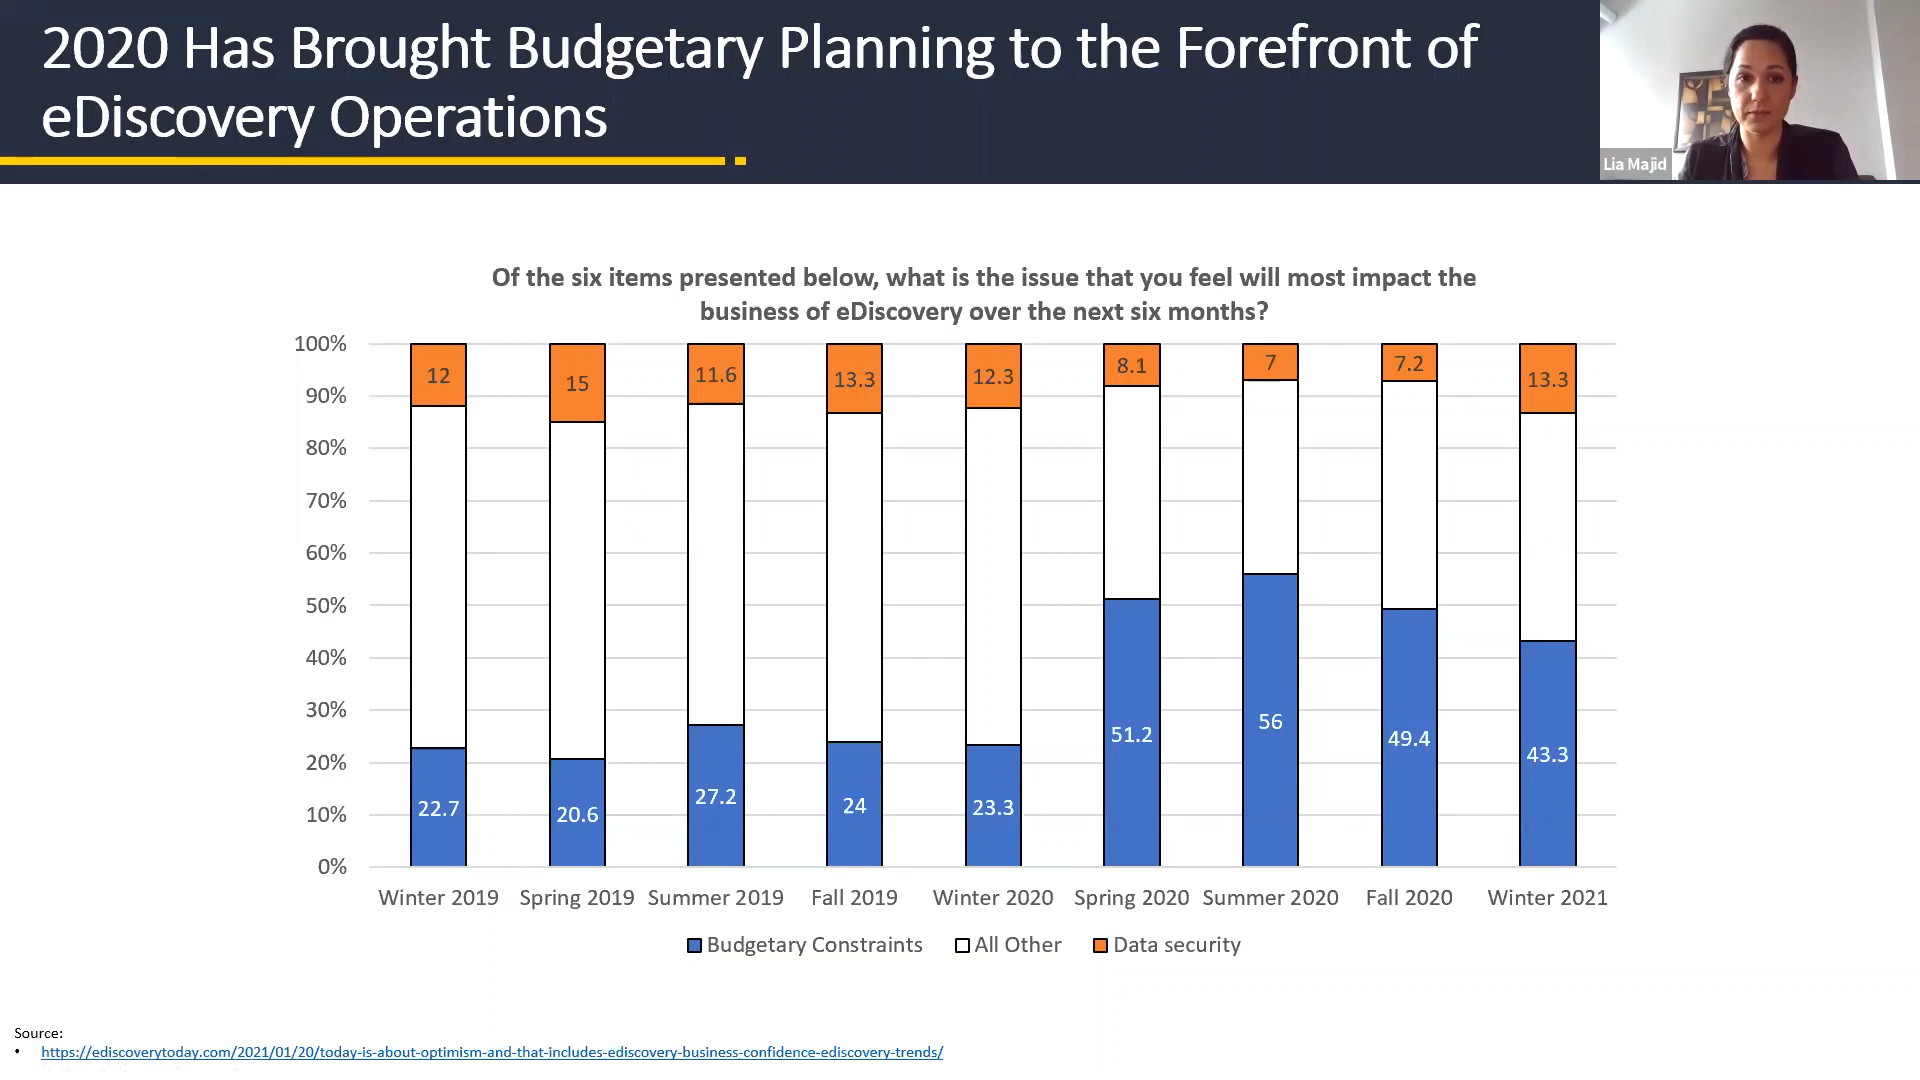 2020 Has Brought Budgetary Planning to the Forefront of
eDiscovery Operations
Lia Majid
Of the six items presented below, what is the issue that you feel will most impact the
business of eDiscovery over the next six months?
100%
90%
80%
70%
60%
50%
40%
30%
20%
10%
0%
12 15 11.6 13.3 12.3 8.1 7 7.2 13.3
22.7 20.6 27.2 24 23.3 51.2 56 49.4 43.3
Winter 2019 Spring 2019 Summer 2019 Fall 2019 Winter 2020 Spring 2020 Summer 2020 Fall 2020 Winter 2021
Budgetary Constraints All Other Data security
Source:
• https://ediscoverytoday.com/2021/01/20/today-is-about-optimism-and-that-includes-ediscovery-business-confidence-ediscovery-trends/